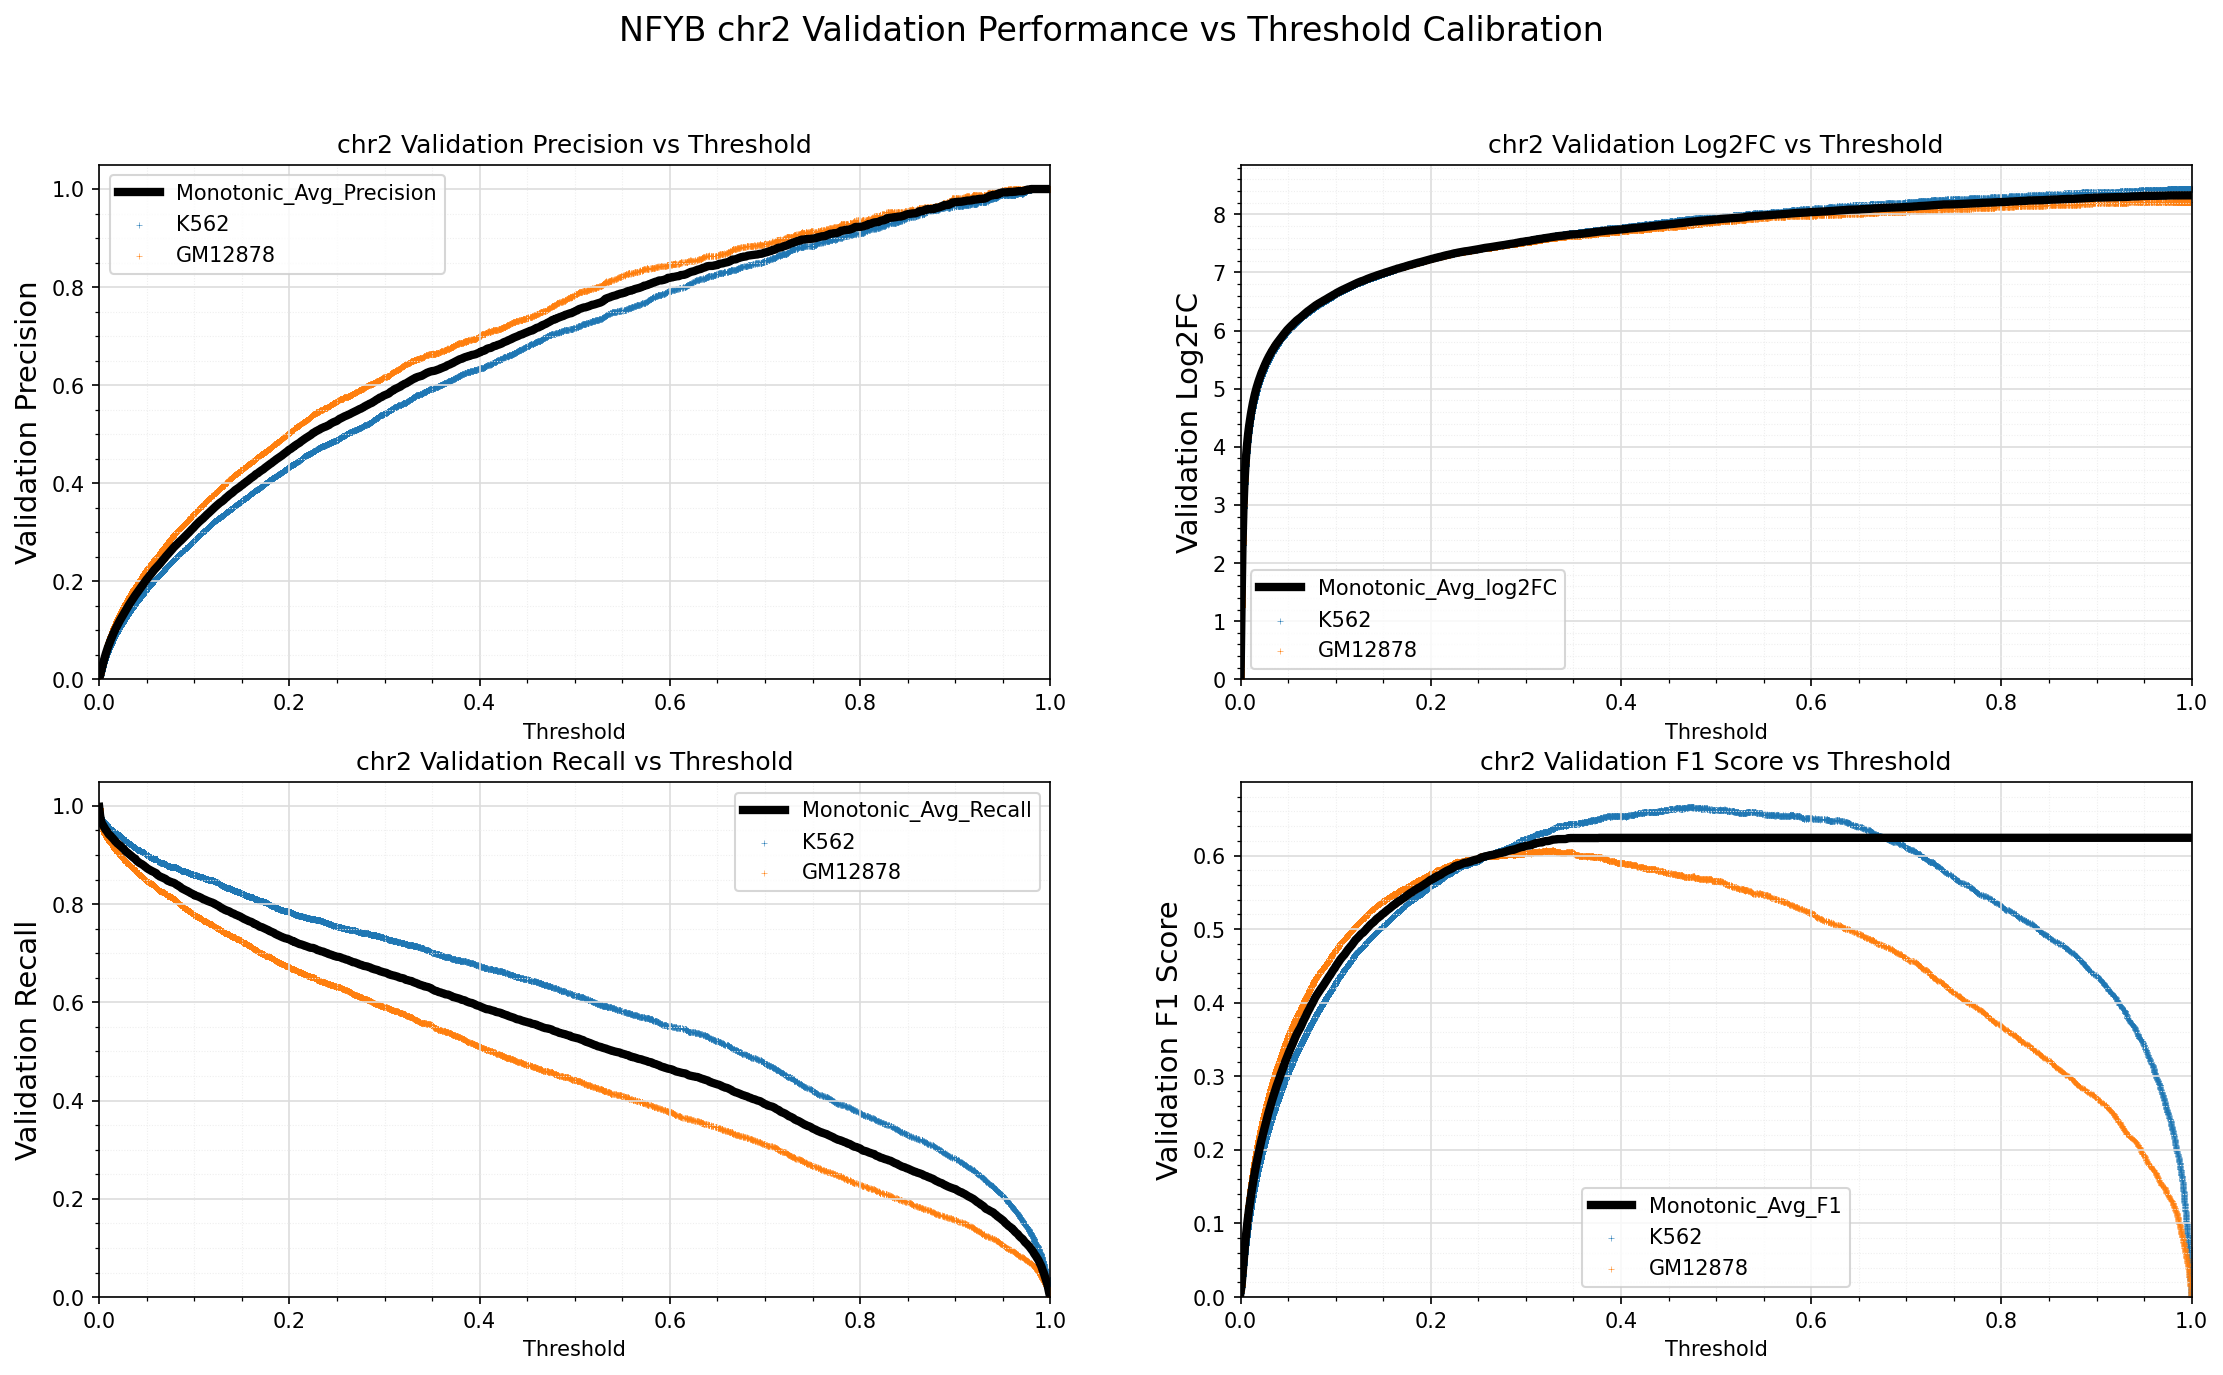 NFYB chr2 Validation Performance vs Threshold Calibration
chr2 Validation Precision vs Threshold
Validation Precision
1.0
0.8
0.6
0.4
0.2
0.0
Monotonic_Avg_Precision
K562
GM12878
0.0 0.2 0.4 0.6 0.8 1.0
Threshold
chr2 Validation Log2FC vs Threshold
Validation Log2FC
8
7
6
5
4
3
2
1
0
Monotonic_Avg_log2FC
K562
GM12878
0.0 0.2 0.4 0.6 0.8 1.0
Threshold
chr2 Validation Recall vs Threshold
Validation Recall
1.0
0.8
0.6
0.4
0.2
0.0
Monotonic_Avg_Recall
K562
GM12878
0.0 0.2 0.4 0.6 0.8 1.0
Threshold
chr2 Validation F1 Score vs Threshold
Validation F1 Score
0.6
0.5
0.4
0.3
0.2
0.1
0.0
Monotonic_Avg_F1
K562
GM12878
0.0 0.2 0.4 0.6 0.8 1.0
Threshold